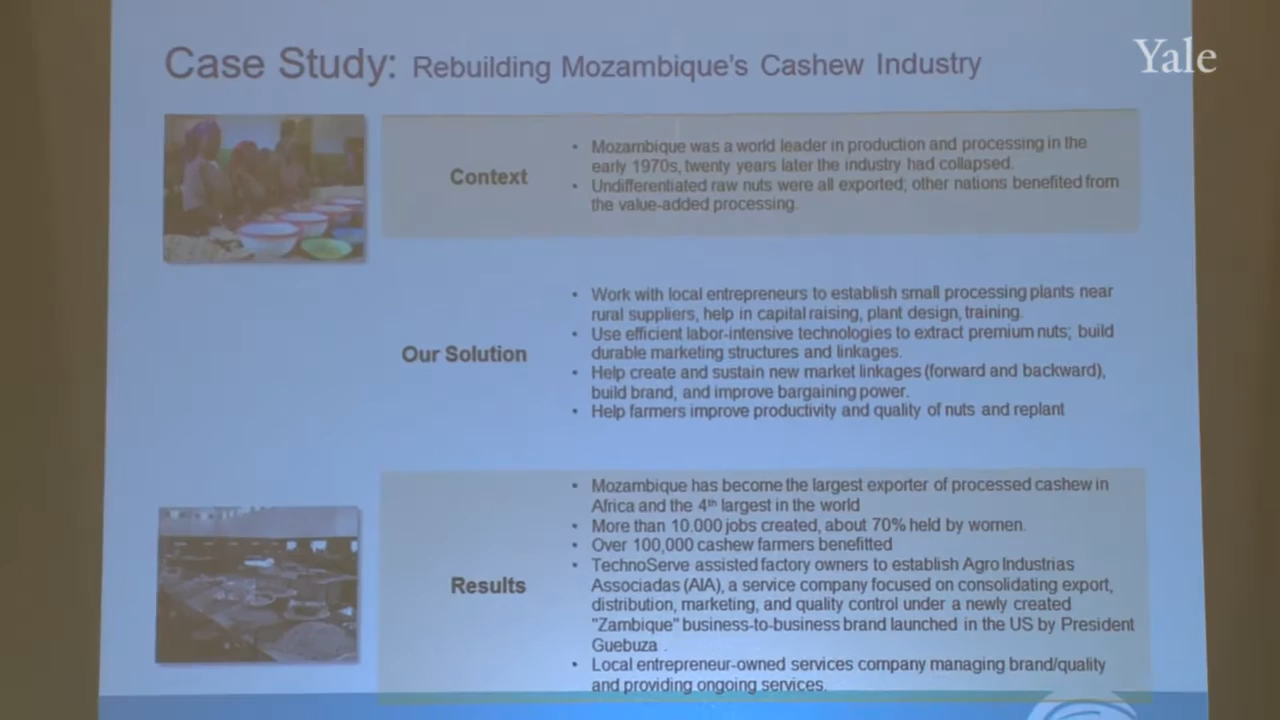 Case Study: Rebuilding Mozambique's Cashew Industry
Yale
Context
• Mozambique was a world leader in production and processing in the
early 1970s, twenty years later the industry had collapsed.
• Undifferentiated raw nuts were all exported; other nations benefited from
the value-added processing.
Our Solution
• Work with local entrepreneurs to establish small processing plants near
rural suppliers, help in capital raising, plant design, training.
• Use efficient labor-intensive technologies to extract premium nuts; build
durable marketing structures and linkages.
• Help create and sustain new market linkages (forward and backward),
build brand, and improve bargaining power.
• Help farmers improve productivity and quality of nuts and replant
Results
• Mozambique has become the largest exporter of processed cashew in
Africa and the 4th largest in the world
• More than 10,000 jobs created, about 70% held by women.
• Over 100,000 cashew farmers benefitted
• TechnoServe assisted factory owners to establish Agro Industrias
Associadas (AIA), a service company focused on consolidating export,
distribution, marketing, and quality control under a newly created
"Zambique" business-to-business brand launched in the US by President
Guebuza .
• Local entrepreneur-owned services company managing brand/quality
and providing ongoing services.